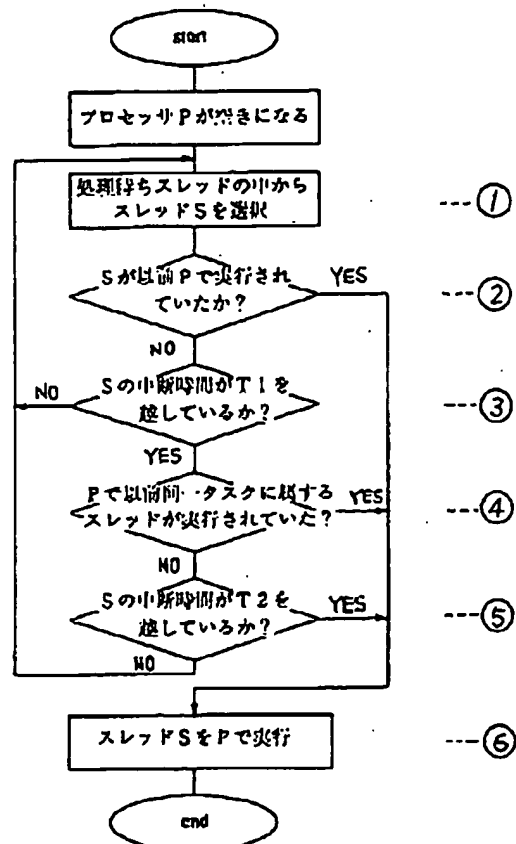 start
プロセッサPが空きになる
処理待ちスレッドの中から
スレッドSを選択
---①
Sが以前Pで実行され
ていたか?
YES
---②
NO
Sの中断時間がT1を
越しているか?
NO
---③
YES
Pで以前同一タスクに属する
スレッドが実行されていた?
YES
---④
NO
Sの中断時間がT2を
越しているか?
YES
---⑤
NO
スレッドSをPで実行
---⑥
end